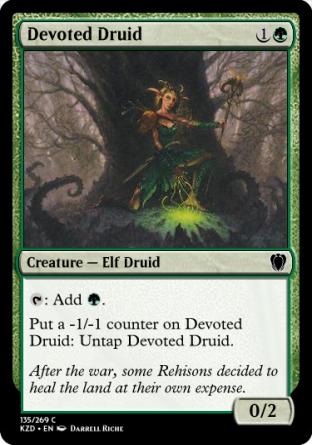 Devoted Druid 1
Creature — Elf Druid
: Add .
Put a -1/-1 counter on Devoted
Druid: Untap Devoted Druid.
After the war, some Rehisons decided to
heal the land at their own expense.
0/2
135/269 C
KZD • EN Darrell Riche